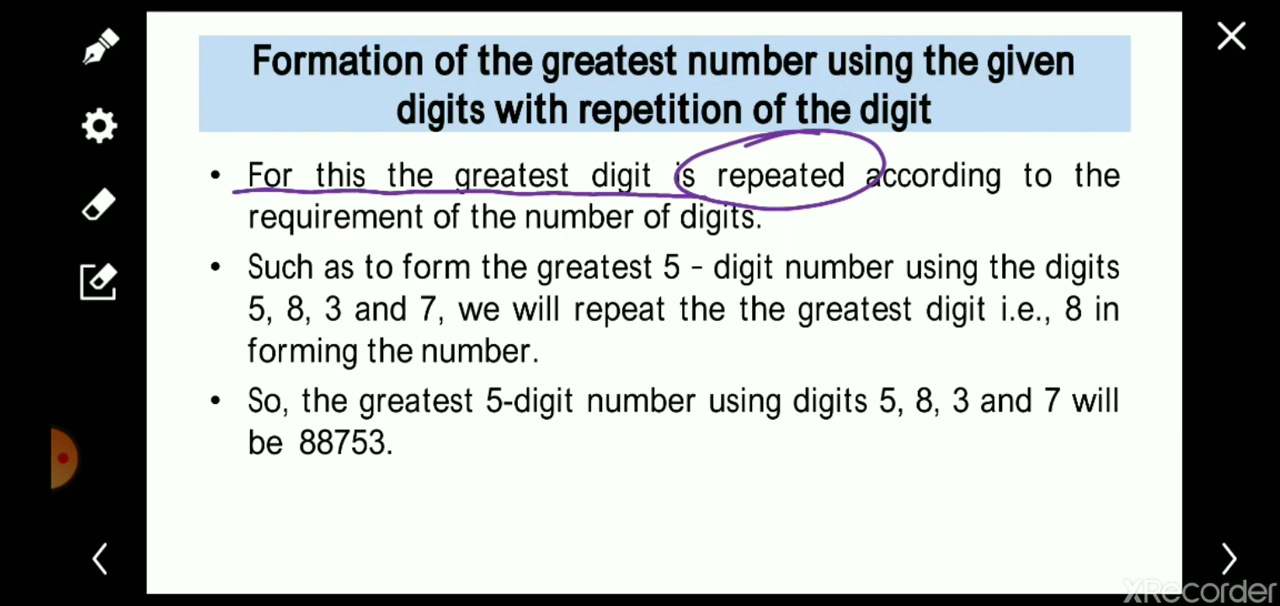 Formation of the greatest number using the given
digits with repetition of the digit
• For this the greatest digit is repeated according to the
requirement of the number of digits.
• Such as to form the greatest 5 - digit number using the digits
5, 8, 3 and 7, we will repeat the the greatest digit i.e., 8 in
forming the number.
• So, the greatest 5-digit number using digits 5, 8, 3 and 7 will
be 88753.
XRecorder